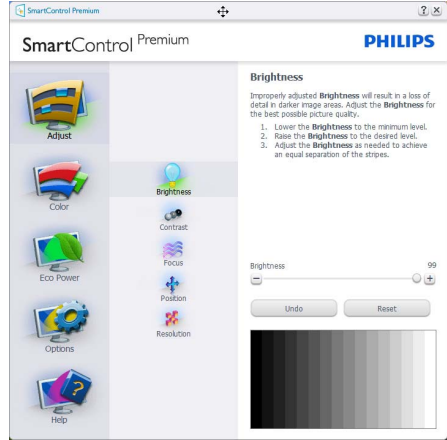 SmartControl Premium
? ×
SmartControl Premium
PHILIPS
Adjust
Color
Eco Power
Options
Help
Brightness
Contrast
Focus
Position
Resolution
Brightness
Improperly adjusted Brightness will result in a loss of
detail in darker image areas. Adjust the Brightness for
the best possible picture quality.
1. Lower the Brightness to the minimum level.
2. Raise the Brightness to the desired level.
3. Adjust the Brightness as needed to achieve
an equal separation of the stripes.
Brightness 99
Undo Reset